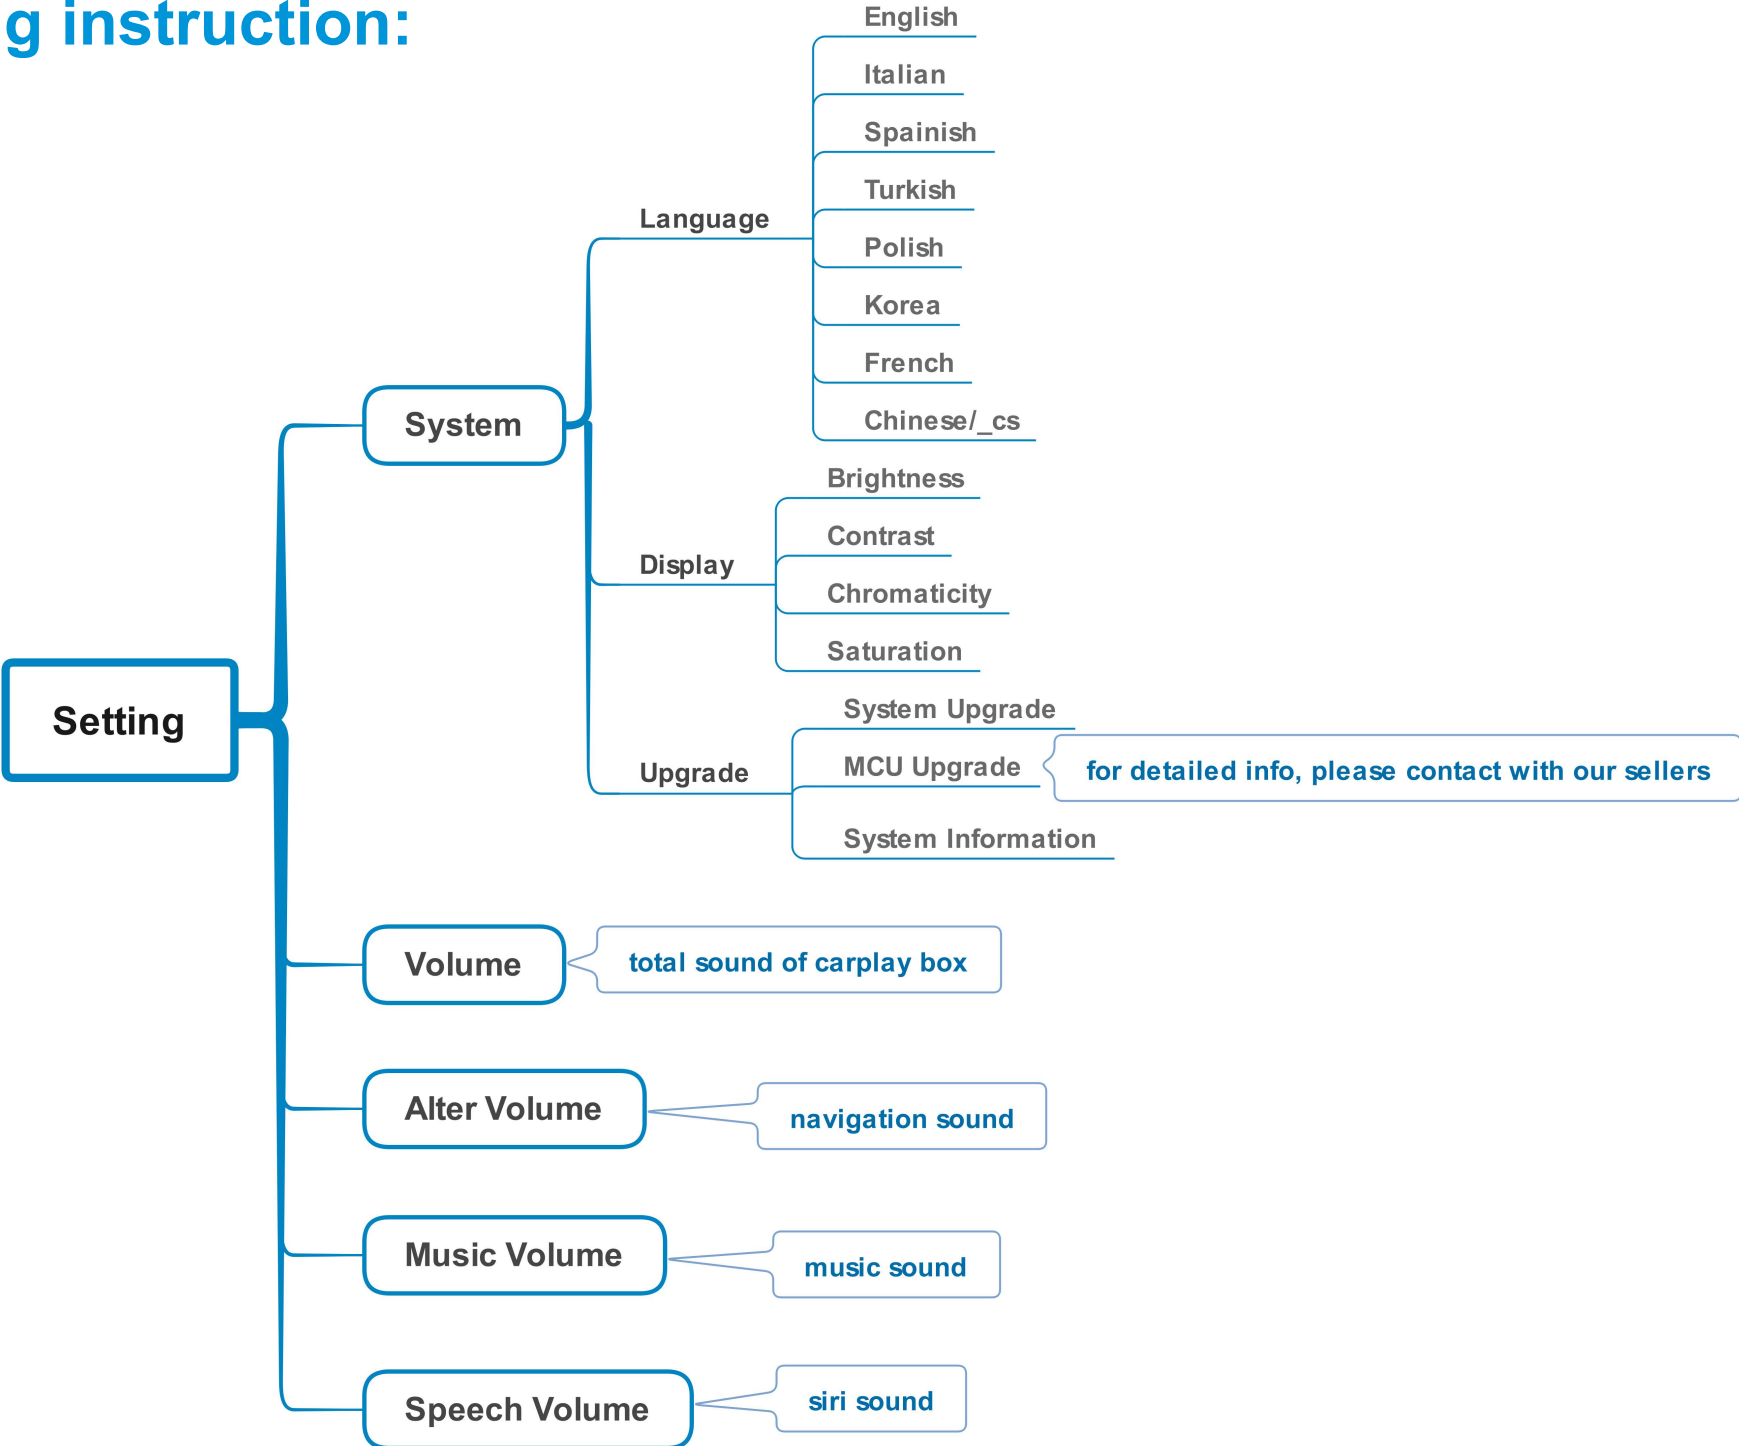 g instruction:
English
Italian
Spainish
Turkish
Language
Polish
Korea
French
Chinese/_cs
System
Brightness
Contrast
Display
Chromaticity
Saturation
System Upgrade
Upgrade
MCU Upgrade
for detailed info, please contact with our sellers
System Information
Setting
Volume
total sound of carplay box
Alter Volume
navigation sound
Music Volume
music sound
Speech Volume
siri sound